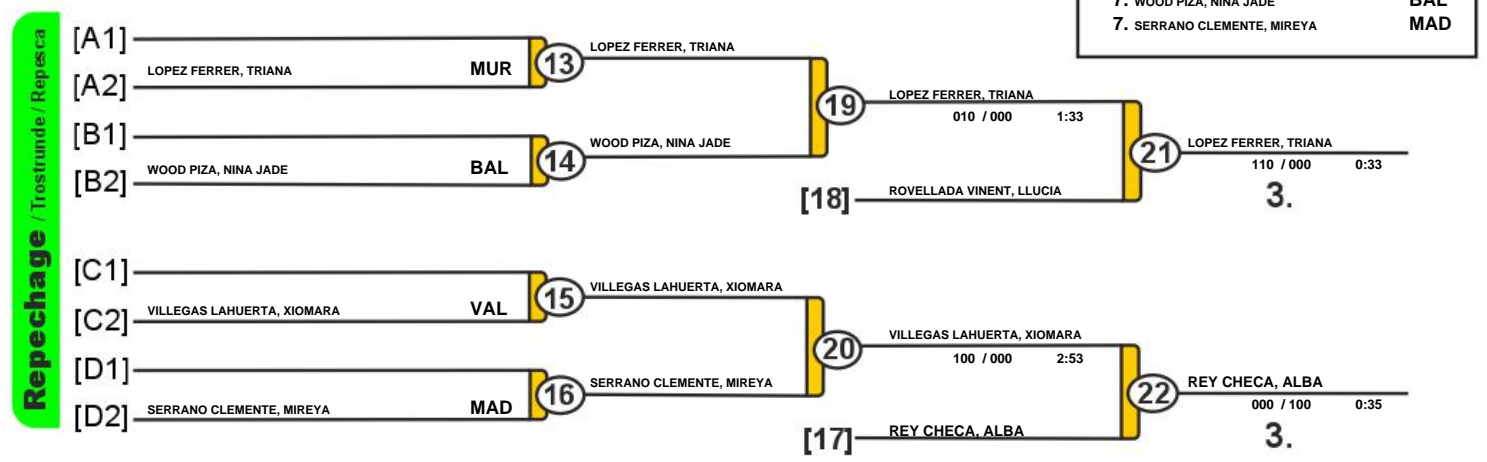 7. WOOD PIZA, NINA JADE BAL
7. SERRANO CLEMENTE, MIREYA MAD
Repechage / Trostrunde / Repesca
[A1]
LOPEZ FERRER, TRIANA MUR
[A2]
13
LOPEZ FERRER, TRIANA
[B1]
WOOD PIZA, NINA JADE BAL
[B2]
14
WOOD PIZA, NINA JADE
19
LOPEZ FERRER, TRIANA
010 / 000 1:33
[18] ROVELLADA VINENT, LLUCIA
21
LOPEZ FERRER, TRIANA
110 / 000 0:33
3.
[C1]
VILLEGAS LAHUERTA, XIOMARA VAL
[C2]
15
VILLEGAS LAHUERTA, XIOMARA
[D1]
SERRANO CLEMENTE, MIREYA MAD
[D2]
16
SERRANO CLEMENTE, MIREYA
20
VILLEGAS LAHUERTA, XIOMARA
100 / 000 2:53
[17] REY CHECA, ALBA
22
REY CHECA, ALBA
000 / 100 0:35
3.